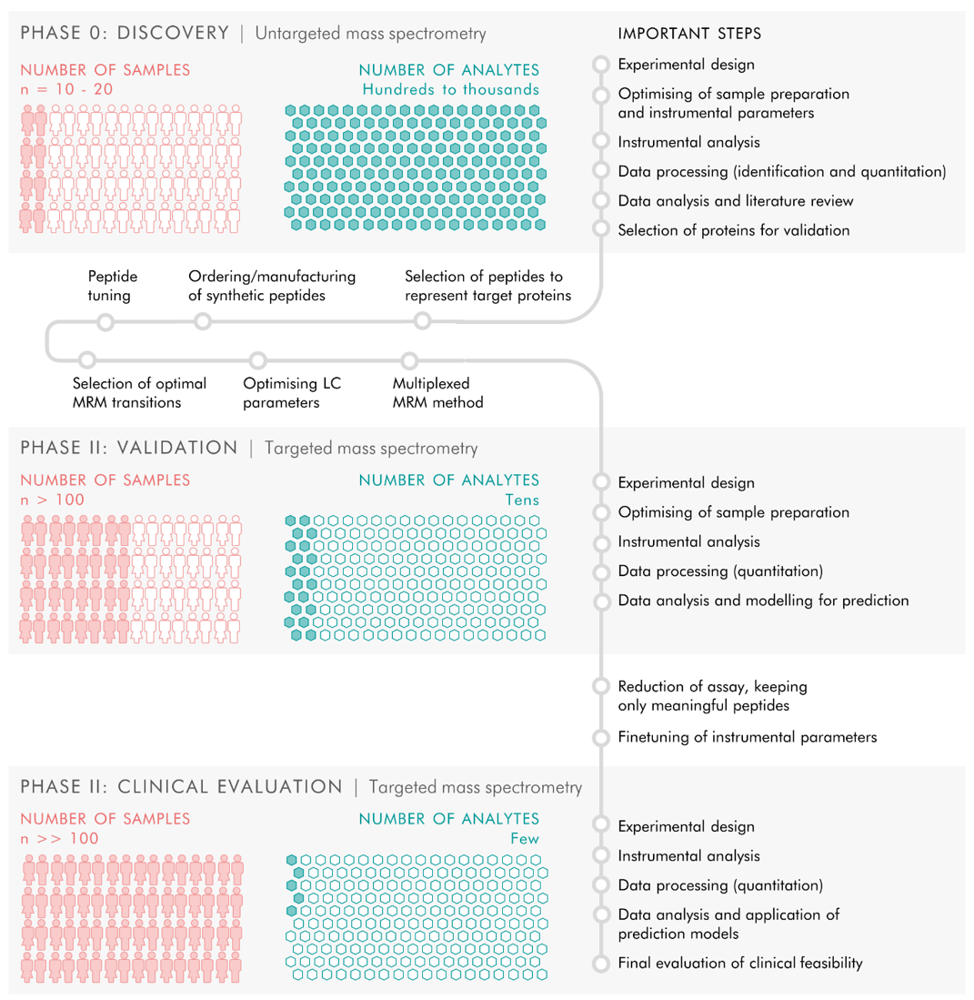 PHASE 0: DISCOVERY | Untargeted mass spectrometry
NUMBER OF SAMPLES
n = 10 - 20
NUMBER OF ANALYTES
Hundreds to thousands
IMPORTANT STEPS
Experimental design
Optimising of sample preparation
and instrumental parameters
Instrumental analysis
Data processing (identification and quantitation)
Data analysis and literature review
Selection of proteins for validation
Peptide
tuning
Ordering/manufacturing
of synthetic peptides
Selection of peptides to
represent target proteins
Selection of optimal
MRM transitions
Optimising LC
parameters
Multiplexed
MRM method
PHASE II: VALIDATION | Targeted mass spectrometry
NUMBER OF SAMPLES
n > 100
NUMBER OF ANALYTES
Tens
Experimental design
Optimising of sample preparation
Instrumental analysis
Data processing (quantitation)
Data analysis and modelling for prediction
Reduction of assay, keeping
only meaningful peptides
Finetuning of instrumental parameters
PHASE II: CLINICAL EVALUATION | Targeted mass spectrometry
NUMBER OF SAMPLES
n >> 100
NUMBER OF ANALYTES
Few
Experimental design
Instrumental analysis
Data processing (quantitation)
Data analysis and application of
prediction models
Final evaluation of clinical feasibility